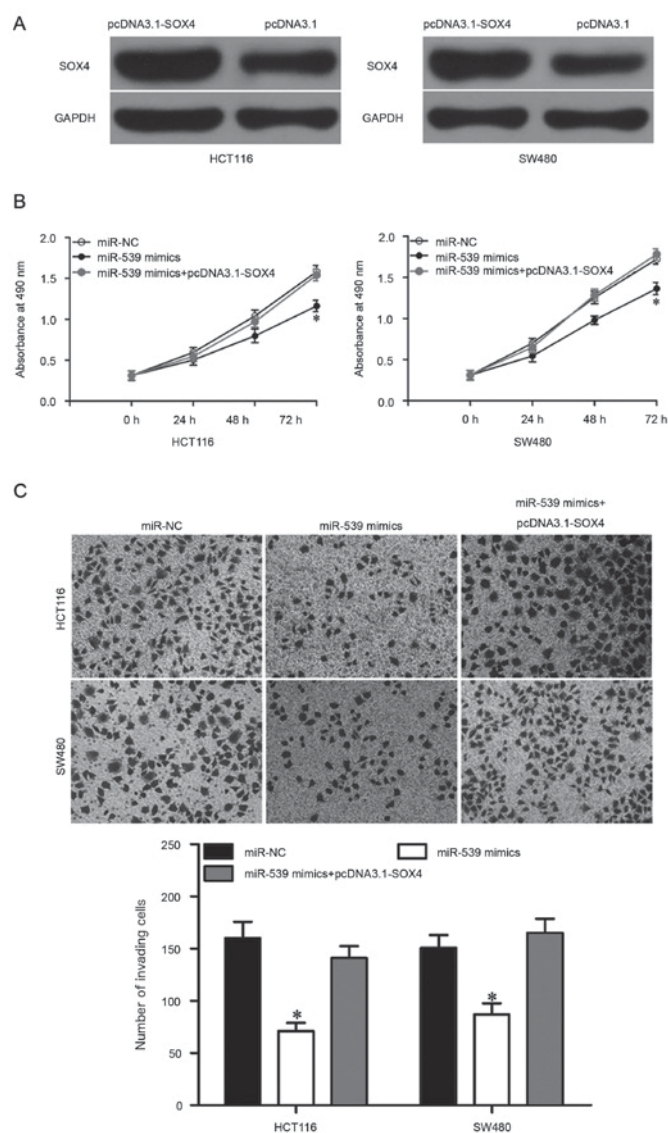 A
pcDNA3.1-SOX4 pcDNA3.1 pcDNA3.1-SOX4 pcDNA3.1
SOX4 SOX4
GAPDH GAPDH
HCT116 SW480
B
miR-NC
miR-539 mimics
miR-539 mimics+pcDNA3.1-SOX4
Absorbance at 490 nm
2.0
1.5
1.0
0.5
0.0
*
0 h 24 h 48 h 72 h
HCT116
miR-NC
miR-539 mimics
miR-539 mimics+pcDNA3.1-SOX4
Absorbance at 490 nm
2.0
1.5
1.0
0.5
0.0
*
0 h 24 h 48 h 72 h
SW480
C
miR-NC miR-539 mimics miR-539 mimics+
pcDNA3.1-SOX4
HCT116
SW480
Number of invading cells
250
200
150
100
50
0
miR-NC miR-539 mimics
miR-539 mimics+pcDNA3.1-SOX4
* *
HCT116 SW480